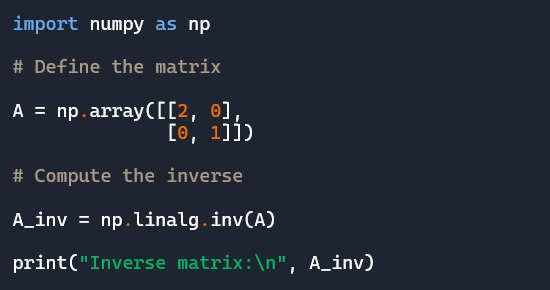 import numpy as np
# Define the matrix
A = np.array([[2, 0],
              [0, 1]])
# Compute the inverse
A_inv = np.linalg.inv(A)
print("Inverse matrix:\n", A_inv)